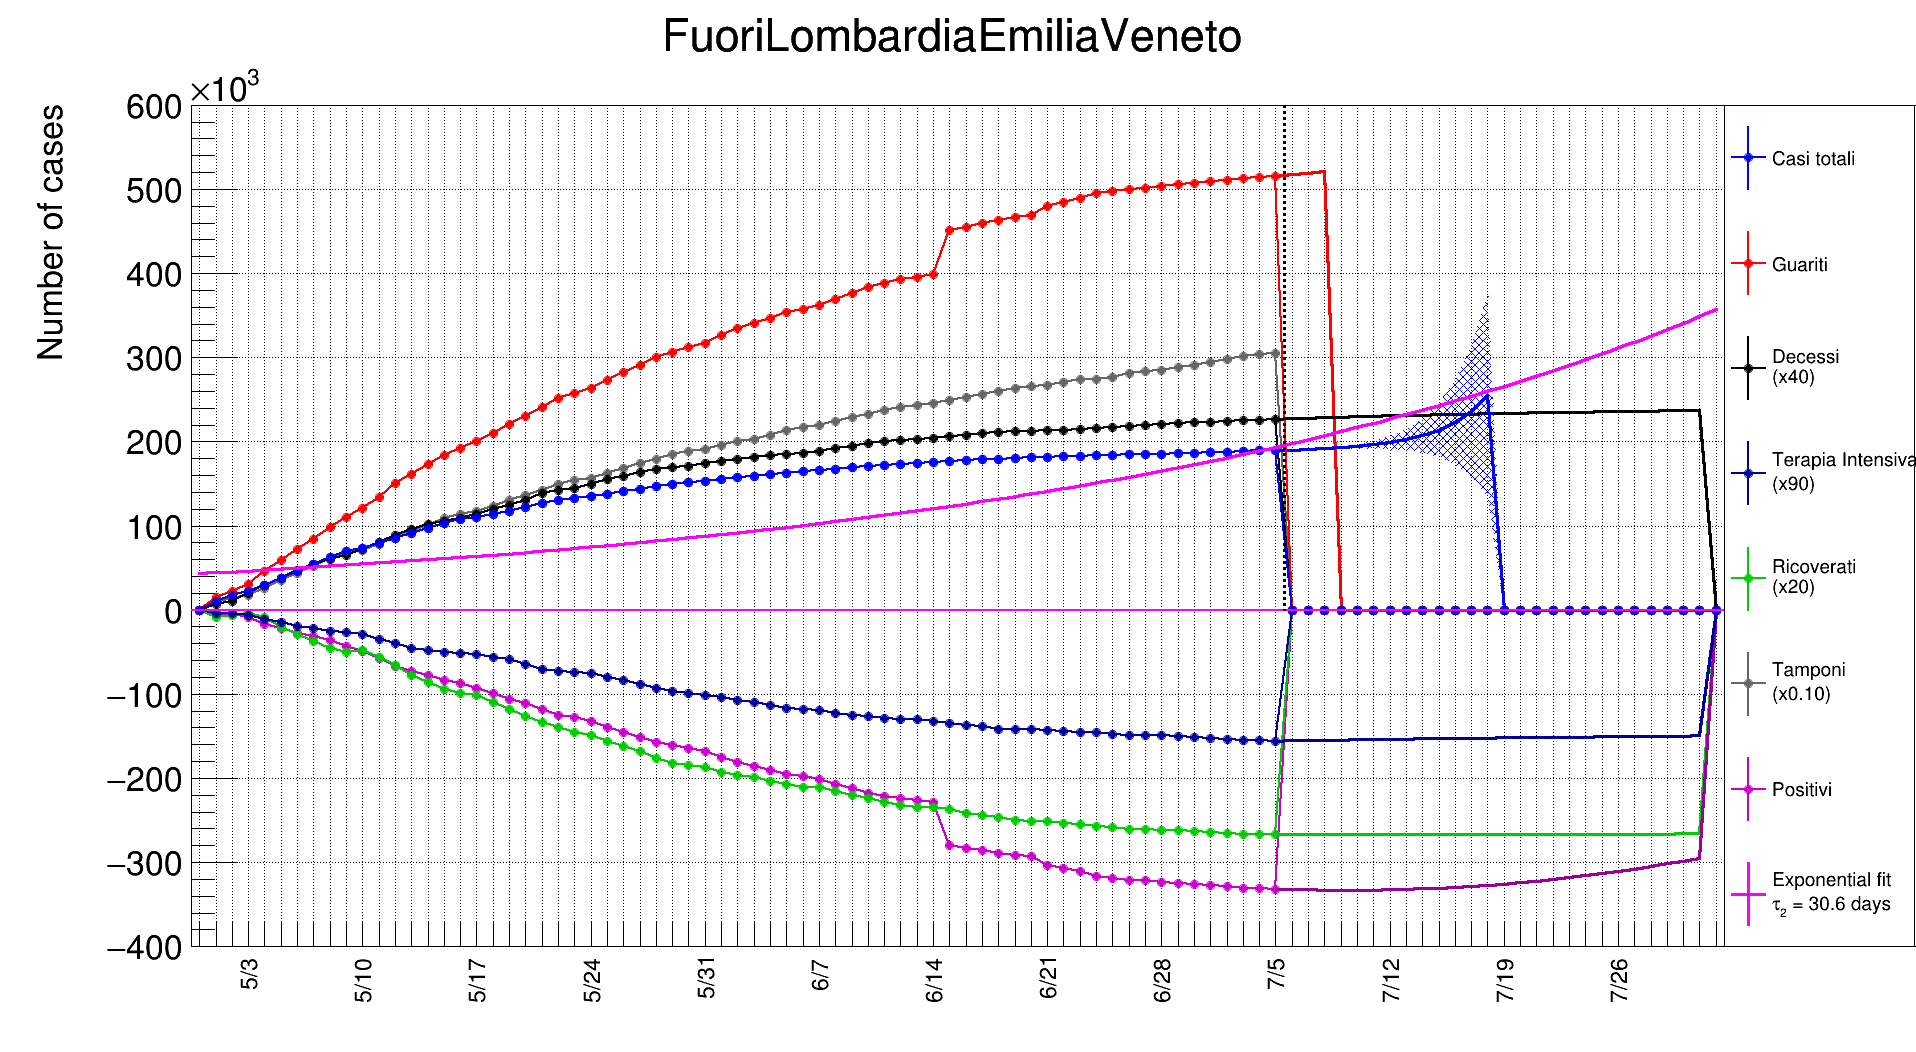 FuoriLombardiaEmiliaVeneto
×10³
Number of cases
600
500
400
300
200
100
0
−100
−200
−300
−400
5/3
5/10
5/17
5/24
5/31
6/7
6/14
6/21
6/28
7/5
7/12
7/19
7/26
Casi totali
Guariti
Decessi
(x40)
Terapia Intensiva
(x90)
Ricoverati
(x20)
Tamponi
(x0.10)
Positivi
Exponential fit
τ₂ = 30.6 days